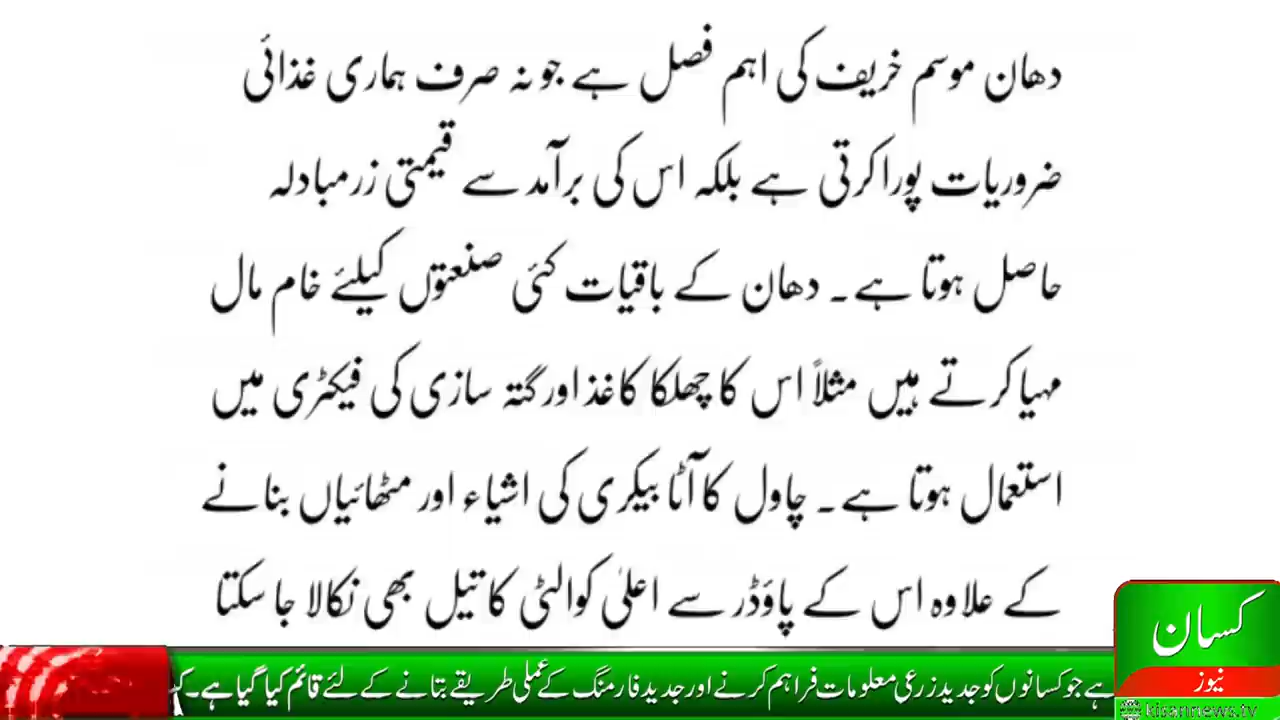 دھان موسم خریف کی اہم فصل ہے جو نہ صرف ہماری غذائی
ضروریات پورا کرتی ہے بلکہ اس کی برآمد سے قیمتی زرمبادلہ
حاصل ہوتا ہے۔ دھان کے باقیات کئی صنعتوں کیلئے خام مال
مہیا کرتے ہیں مثلاً اس کا چھلکا کاغذ اور گتہ سازی کی فیکٹری میں
استعمال ہوتا ہے۔ چاول کا آٹا بیکری کی اشیاء اور مٹھائیاں بنانے
کے علاوہ اس کے پاؤڈر سے اعلیٰ کوالٹی کا تیل بھی نکالا جا سکتا
کسان
نیوز
kisannews.tv
ہے جو کسانوں کو جدید زرعی معلومات فراہم کرنے اور جدید فارمنگ کے عملی طریقے بتانے کے لئے قائم کیا گیا ہے۔